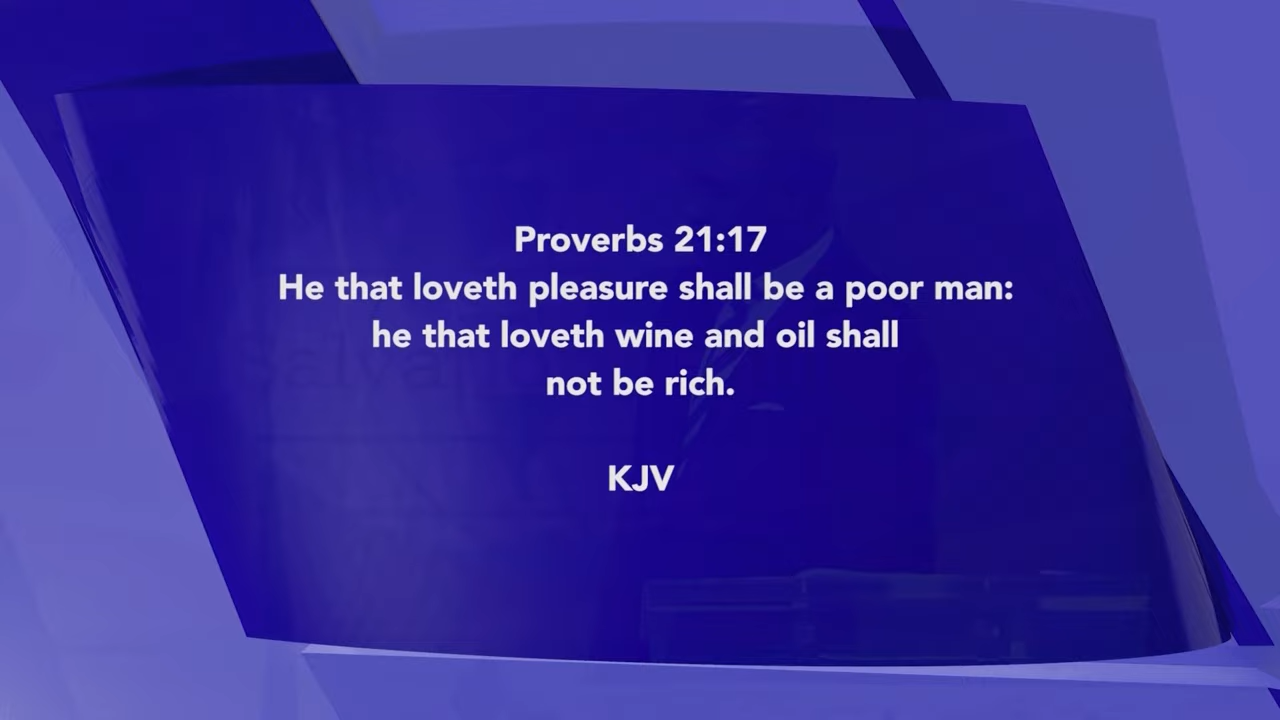 Proverbs 21:17
He that loveth pleasure shall be a poor man:
he that loveth wine and oil shall
not be rich.
KJV